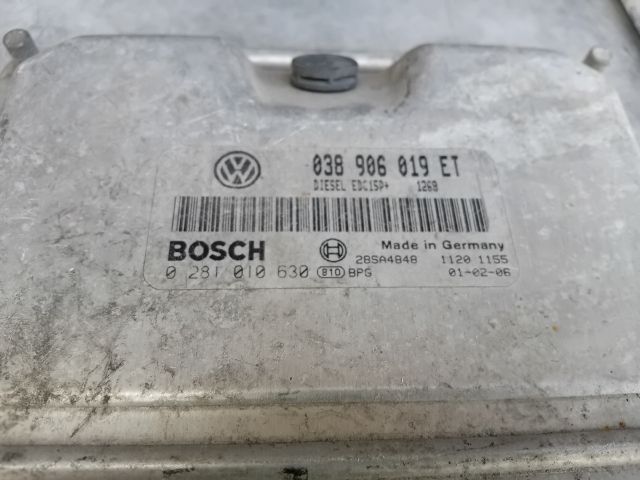 038 906 019 ET
DIESEL EDC15P+ 1269
BOSCH 28SA4848 Made in Germany 1120 1155
0 281 010 630 810 BPG 01-02-06